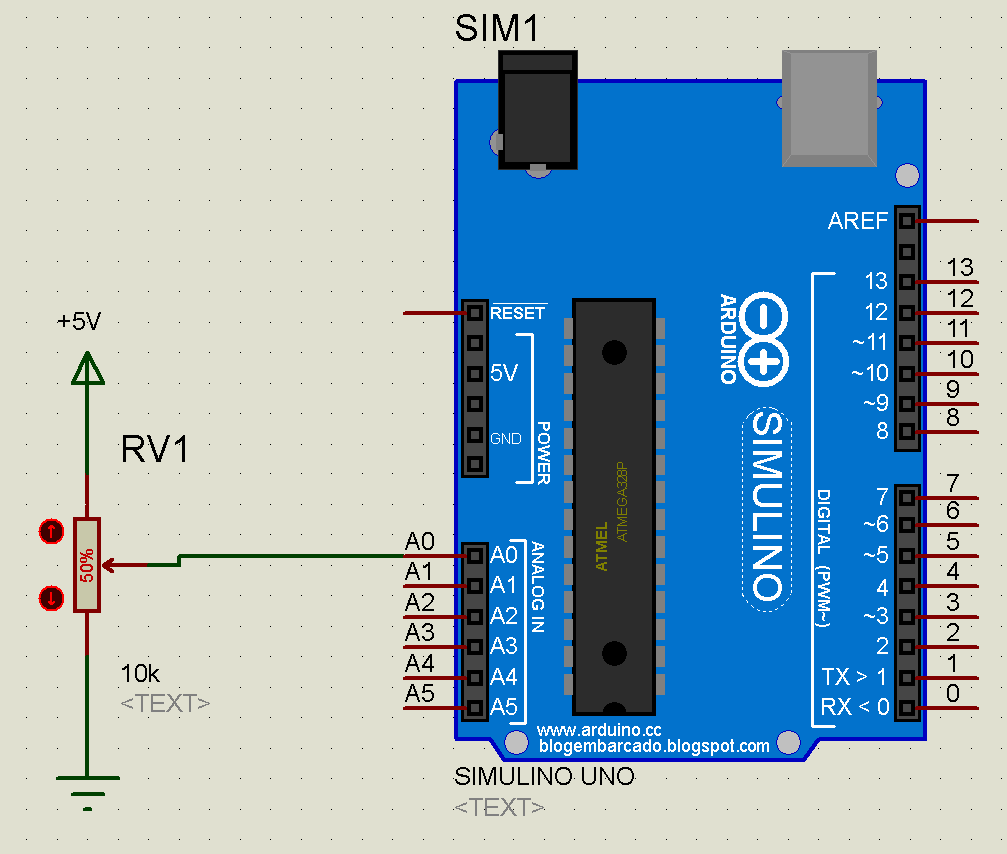 SIM1
AREF
13 13
12 12
~11 11
~10 10
~9 9
8 8
RESET
5V
GND
POWER
ARDUINO
SIMULINO
ATMEL
ATMEGA328P
+5V
RV1
50%
10k
<TEXT>
A0 A0
A1 A1
A2 A2
A3 A3
A4 A4
A5 A5
ANALOG IN
DIGITAL (PWM~)
7 7
~6 6
~5 5
4 4
~3 3
2 2
TX > 1 1
RX < 0 0
www.arduino.cc
blogembarcado.blogspot.com
SIMULINO UNO
<TEXT>